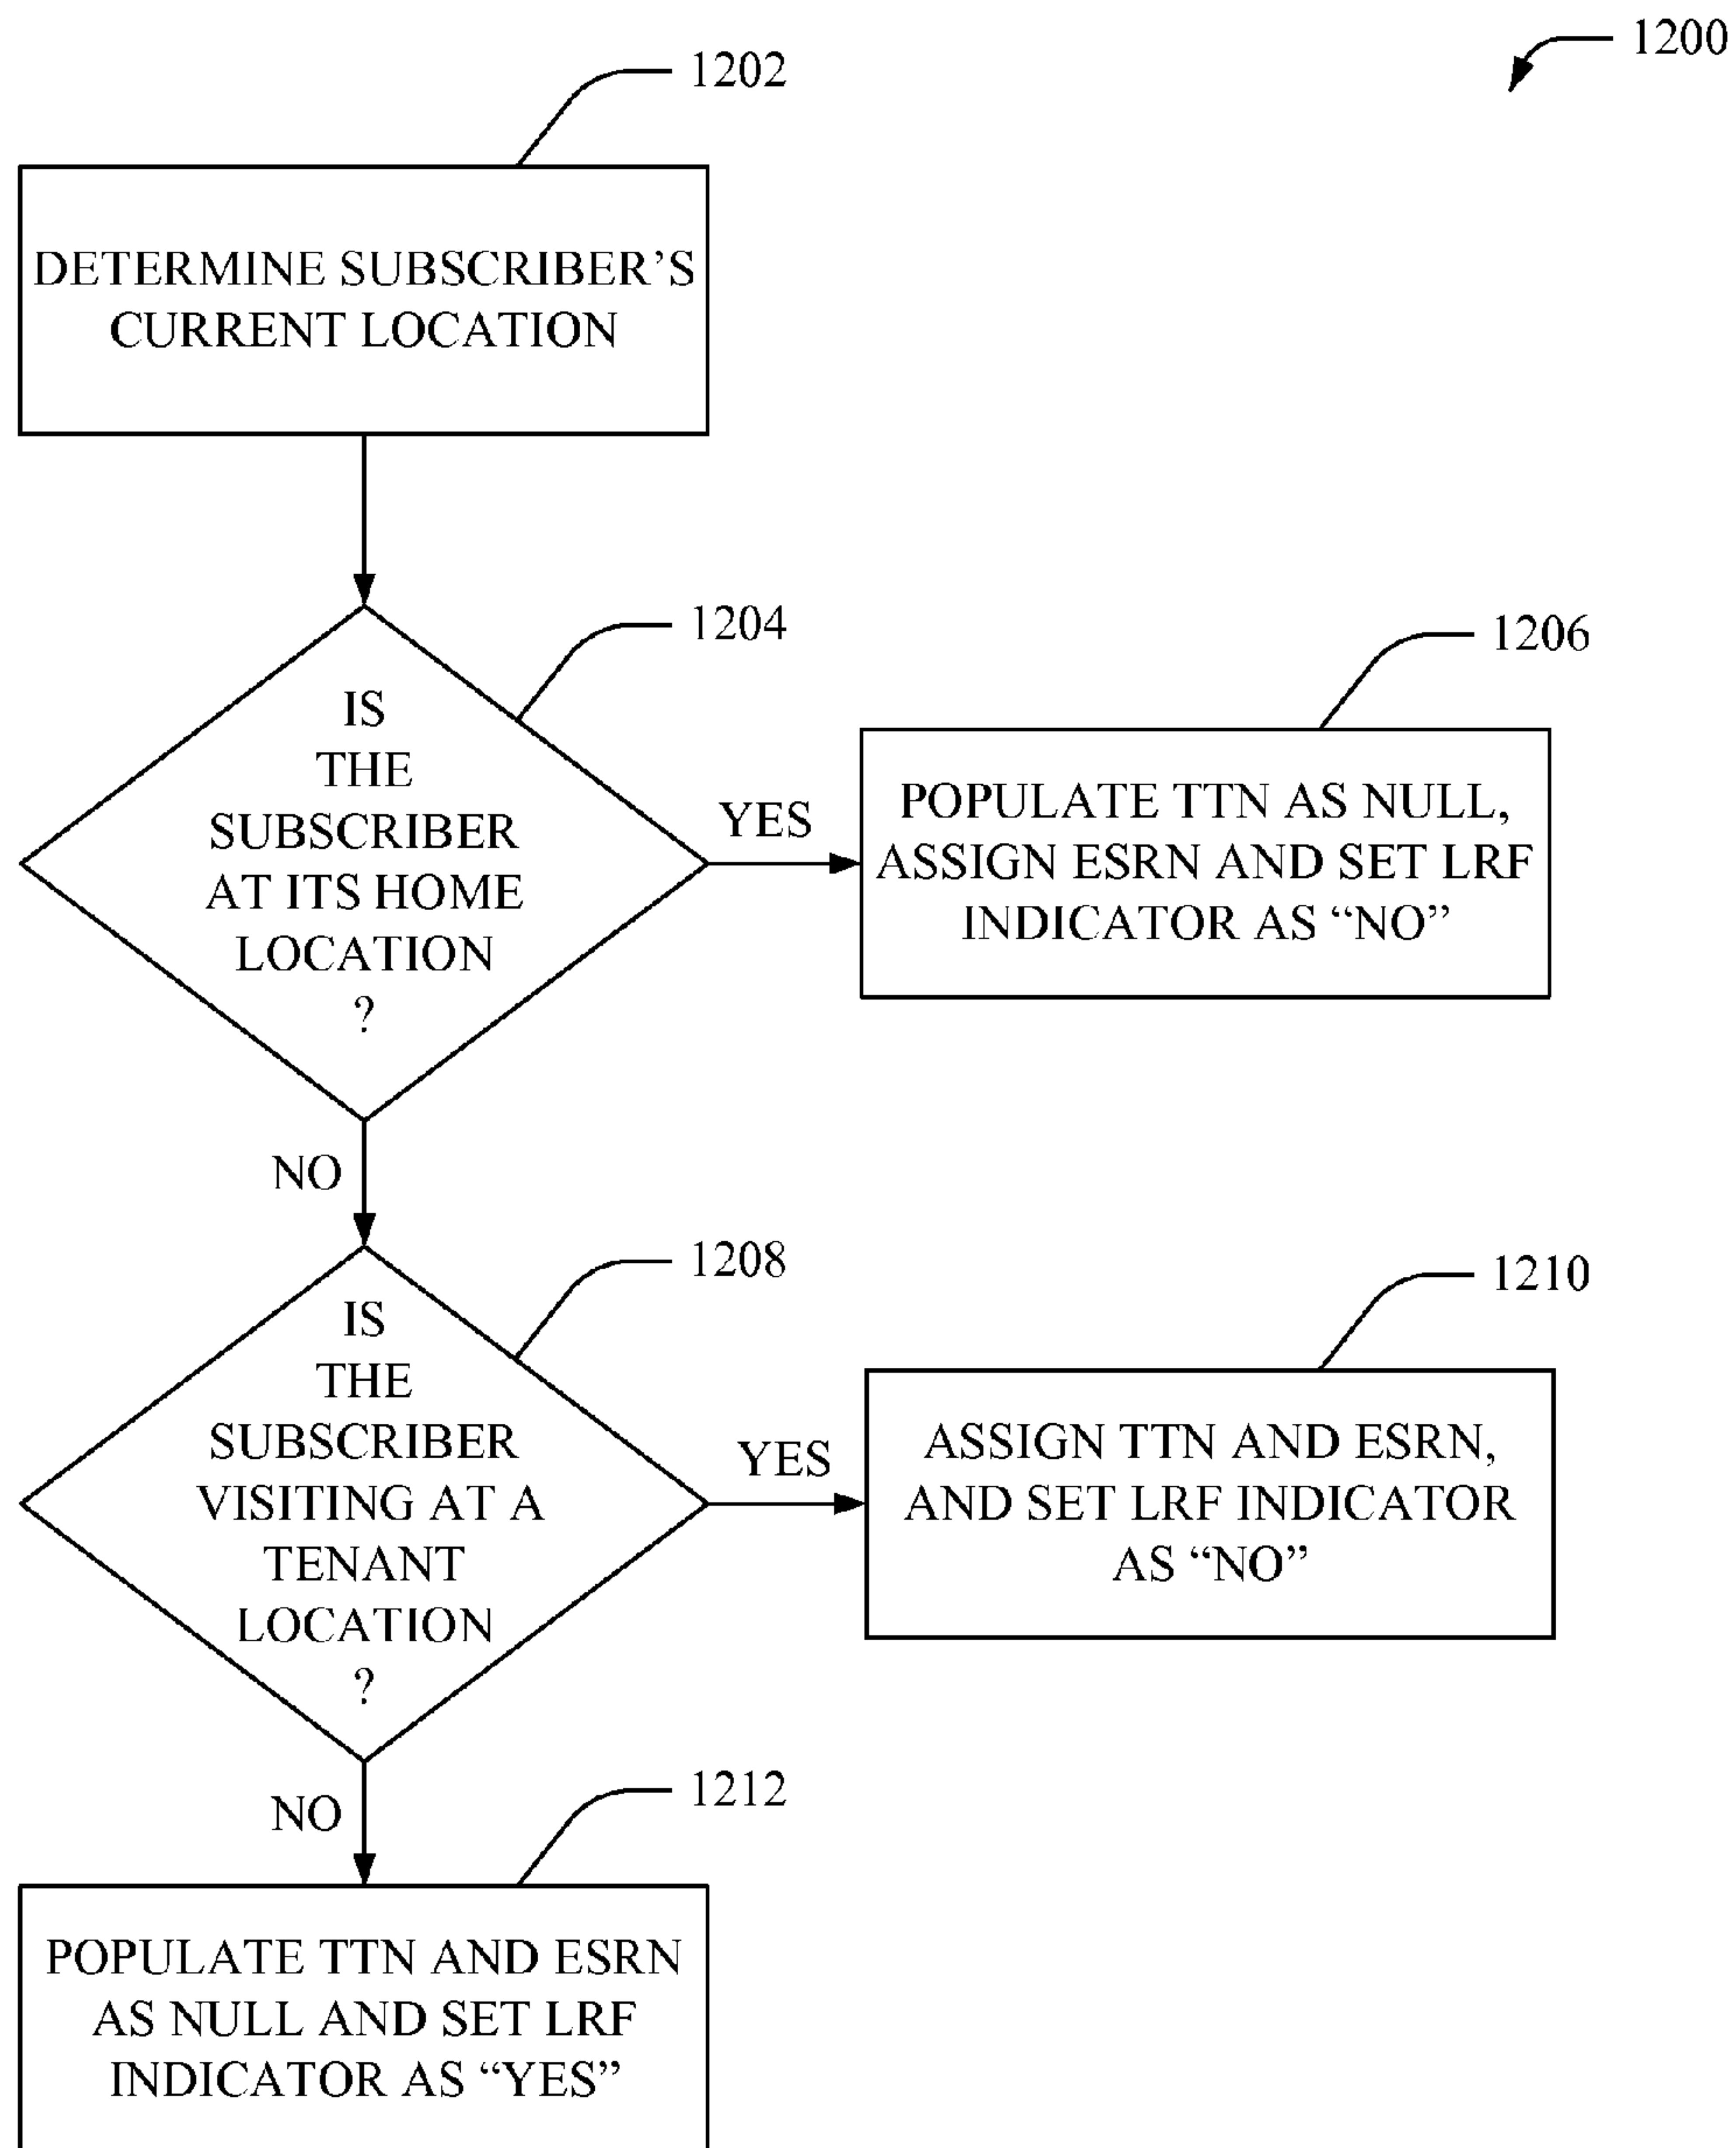 1200
1202
DETERMINE SUBSCRIBER’S
CURRENT LOCATION
1204
IS
THE
SUBSCRIBER
AT ITS HOME
LOCATION
?
YES
1206
POPULATE TTN AS NULL,
ASSIGN ESRN AND SET LRF
INDICATOR AS “NO”
NO
1208
IS
THE
SUBSCRIBER
VISITING AT A
TENANT
LOCATION
?
YES
1210
ASSIGN TTN AND ESRN,
AND SET LRF INDICATOR
AS “NO”
NO
1212
POPULATE TTN AND ESRN
AS NULL AND SET LRF
INDICATOR AS “YES”